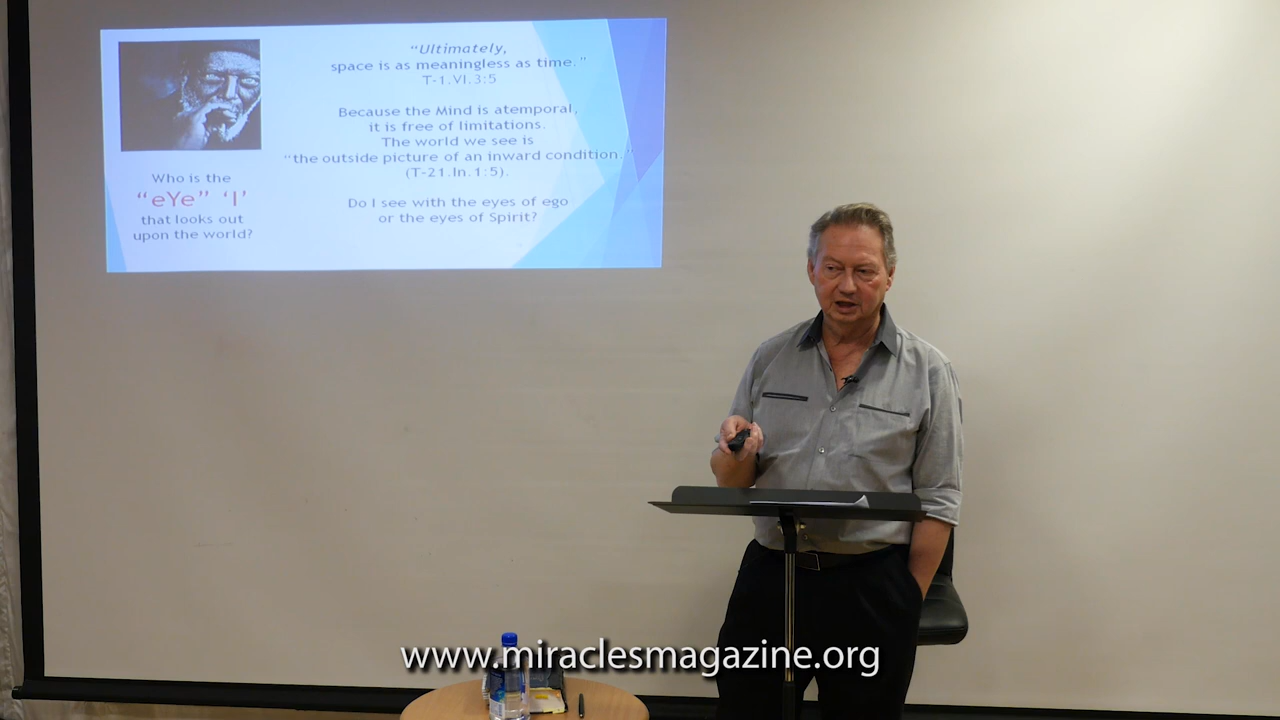 “Ultimately,
space is as meaningless as time.”
T-1.VI.3:5
Because the Mind is atemporal,
it is free of limitations.
The world we see is
“the outside picture of an inward condition.”
(T-21.In.1:5).
Do I see with the eyes of ego
or the eyes of Spirit?
Who is the
“eYe” ‘I’
that looks out
upon the world?
www.miraclesmagazine.org